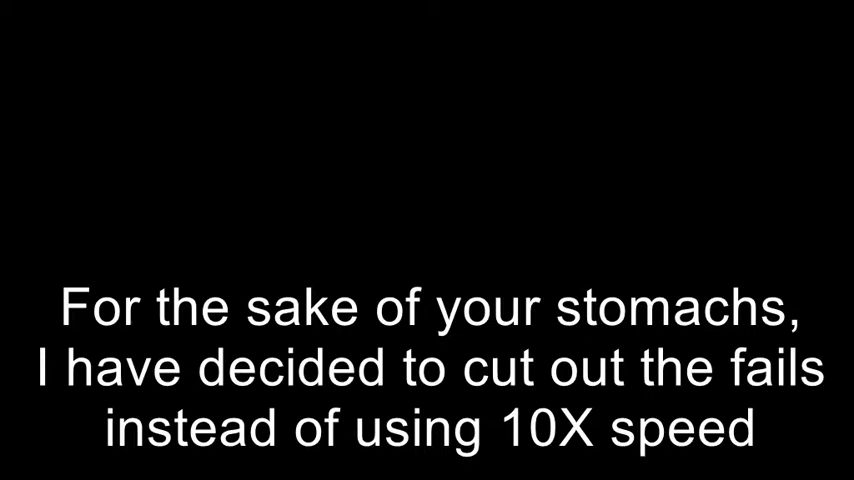 For the sake of your stomachs,
I have decided to cut out the fails
instead of using 10X speed